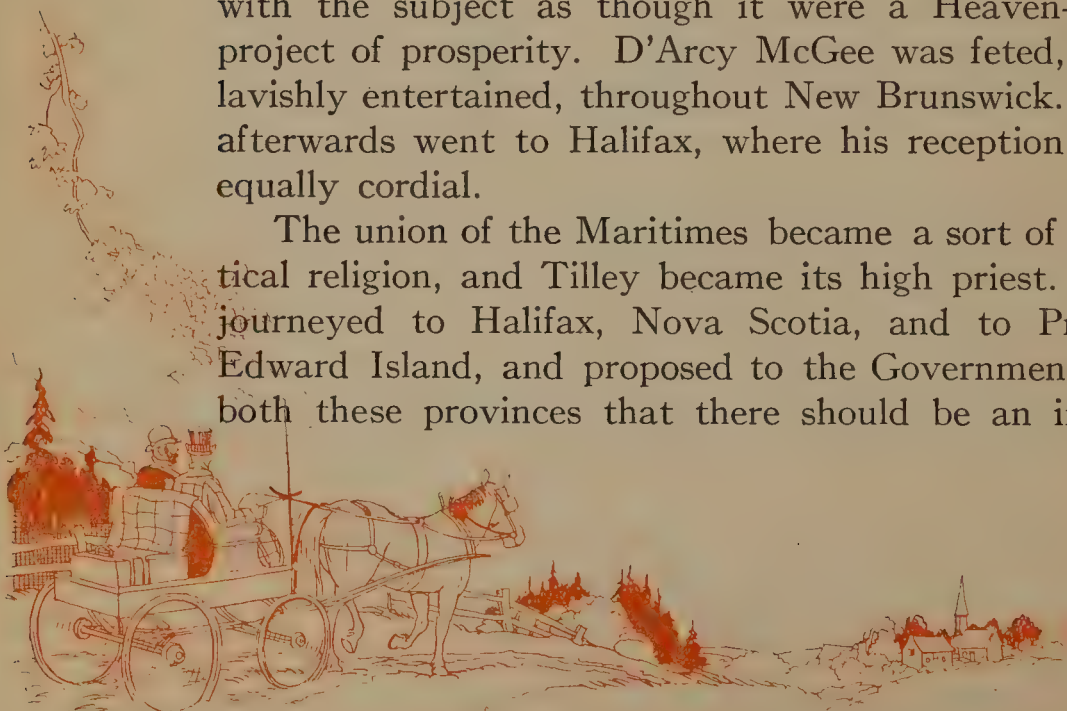 with the subject as though it were a Heaven-
project of prosperity. D'Arcy McGee was feted,
lavishly entertained, throughout New Brunswick.
afterwards went to Halifax, where his reception
equally cordial.
The union of the Maritimes became a sort of
tical religion, and Tilley became its high priest.
journeyed to Halifax, Nova Scotia, and to Pr
Edward Island, and proposed to the Governmen
both these provinces that there should be an i